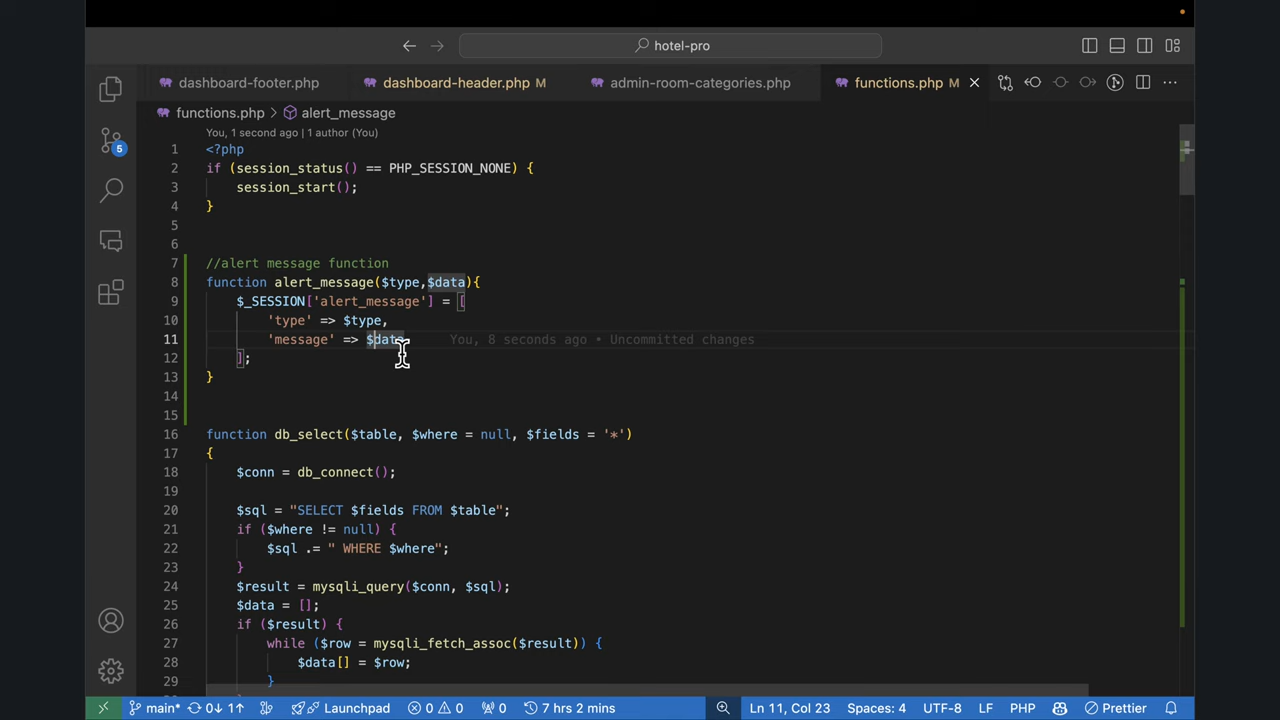 hotel-pro
dashboard-footer.php
dashboard-header.php M
admin-room-categories.php
functions.php M
functions.php > alert_message
You, 1 second ago | 1 author (You)
1 <?php
2 if (session_status() == PHP_SESSION_NONE) {
3 session_start();
4 }
5
6
7 //alert message function
8 function alert_message($type,$data){
9 $_SESSION['alert_message'] = [
10 'type' => $type,
11 'message' => $data You, 8 seconds ago • Uncommitted changes
12 ];
13 }
14
15
16 function db_select($table, $where = null, $fields = '*')
17 {
18 $conn = db_connect();
19
20 $sql = "SELECT $fields FROM $table";
21 if ($where != null) {
22 $sql .= " WHERE $where";
23 }
24 $result = mysqli_query($conn, $sql);
25 $data = [];
26 if ($result) {
27 while ($row = mysqli_fetch_assoc($result)) {
28 $data[] = $row;
29 }
5
main* 0↓ 1↑ Launchpad 0 0 0 7 hrs 2 mins Ln 11, Col 23 Spaces: 4 UTF-8 LF PHP Prettier